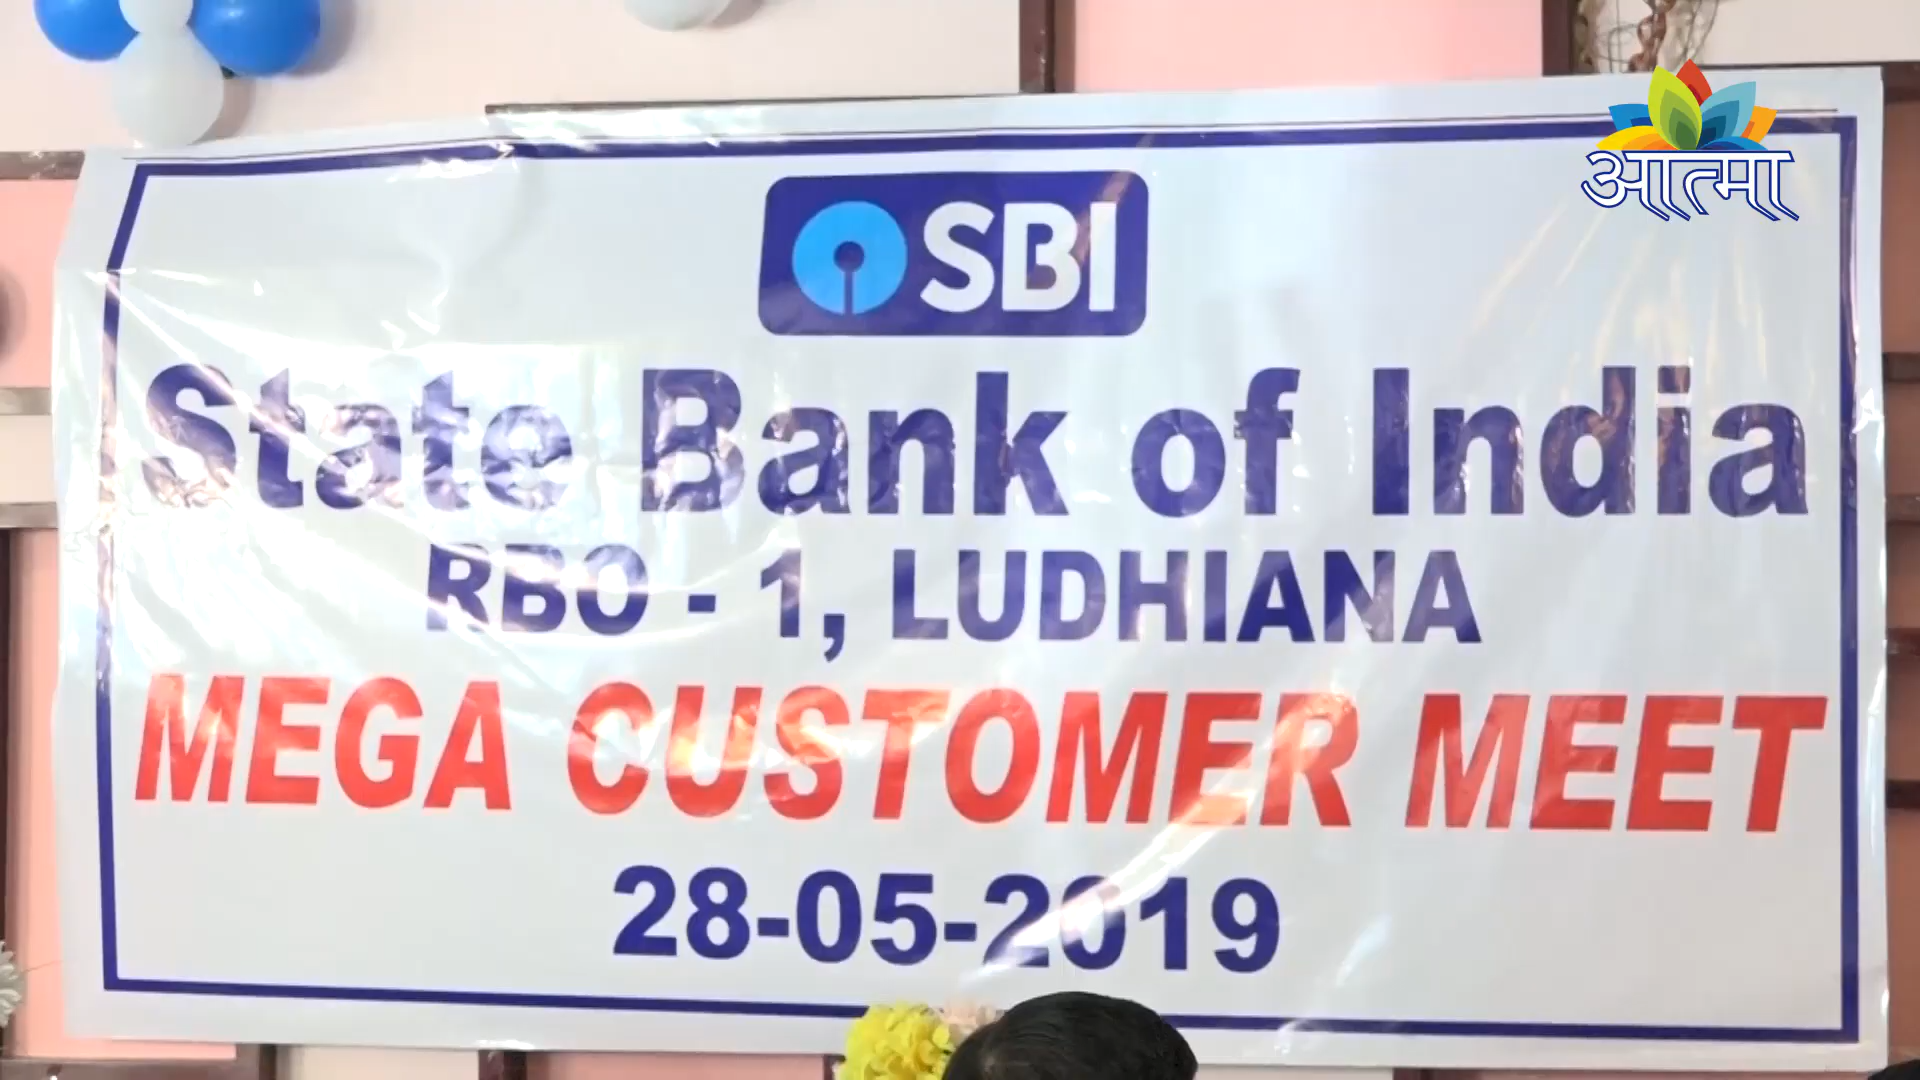 आत्मा
SBI
State Bank of India
RBO - 1, LUDHIANA
MEGA CUSTOMER MEET
28-05-2019